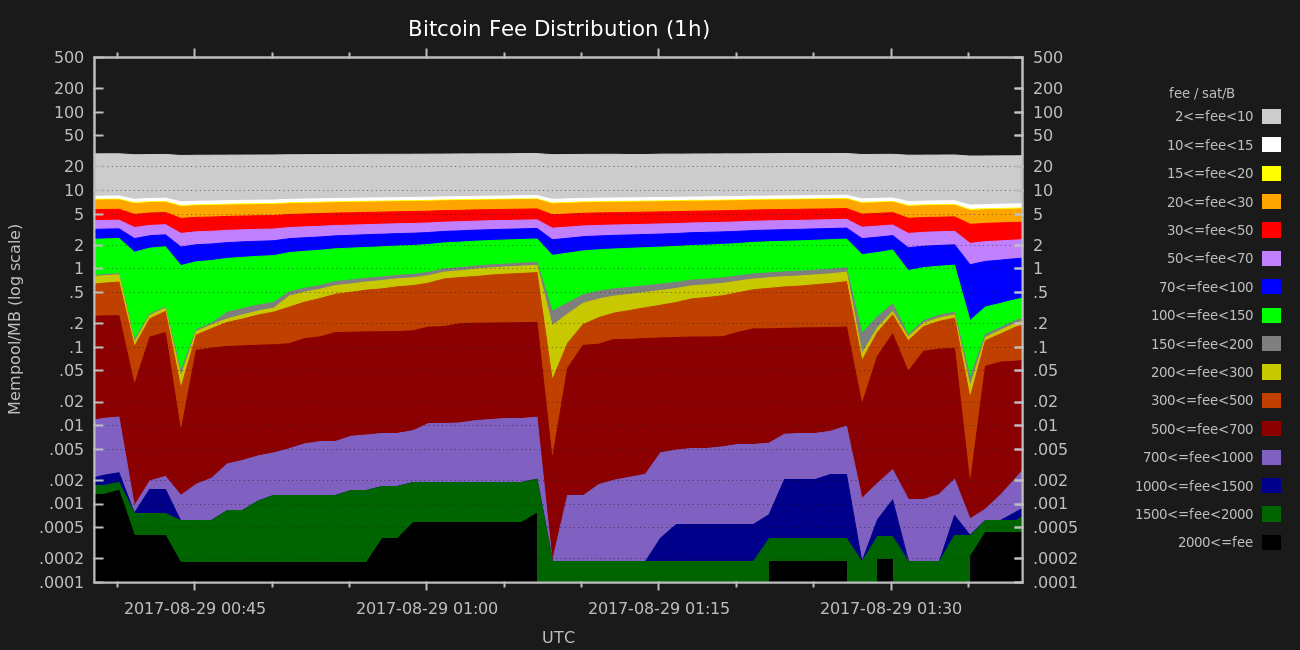 Bitcoin Fee Distribution (1h)
500
200
100
50
20
10
5
2
1
.5
.2
.1
.05
.02
.01
.005
.002
.001
.0005
.0002
.0001
Mempool/MB (log scale)
500
200
100
50
20
10
5
2
1
.5
.2
.1
.05
.02
.01
.005
.002
.001
.0005
.0002
.0001
2017-08-29 00:45
2017-08-29 01:00
2017-08-29 01:15
2017-08-29 01:30
UTC
fee / sat/B
2<=fee<10
10<=fee<15
15<=fee<20
20<=fee<30
30<=fee<50
50<=fee<70
70<=fee<100
100<=fee<150
150<=fee<200
200<=fee<300
300<=fee<500
500<=fee<700
700<=fee<1000
1000<=fee<1500
1500<=fee<2000
2000<=fee